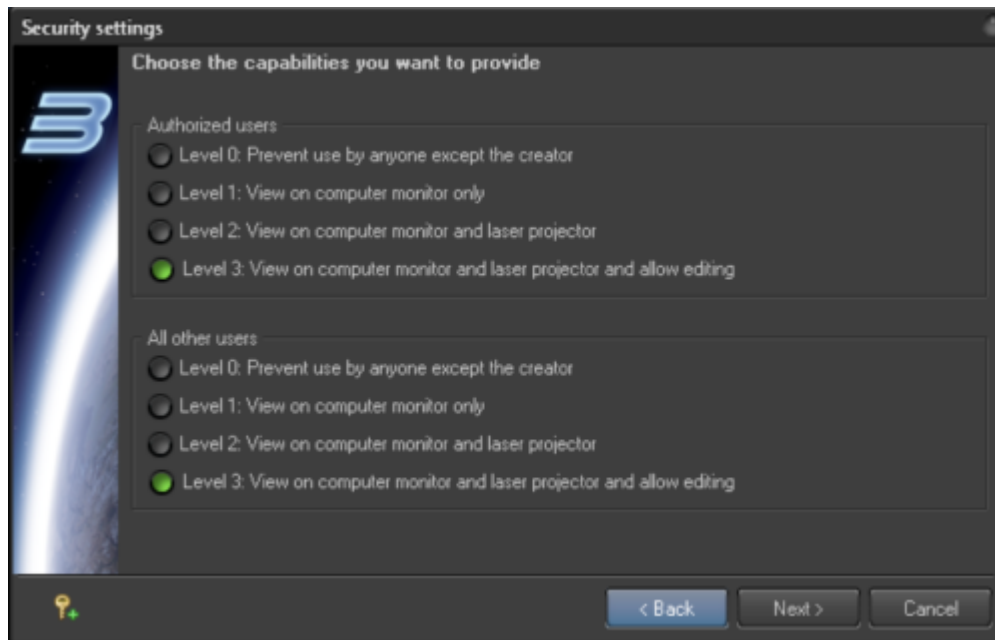 Security settings
Choose the capabilities you want to provide
3
Authorized users
Level 0: Prevent use by anyone except the creator
Level 1: View on computer monitor only
Level 2: View on computer monitor and laser projector
Level 3: View on computer monitor and laser projector and allow editing
All other users
Level 0: Prevent use by anyone except the creator
Level 1: View on computer monitor only
Level 2: View on computer monitor and laser projector
Level 3: View on computer monitor and laser projector and allow editing
< Back Next > Cancel